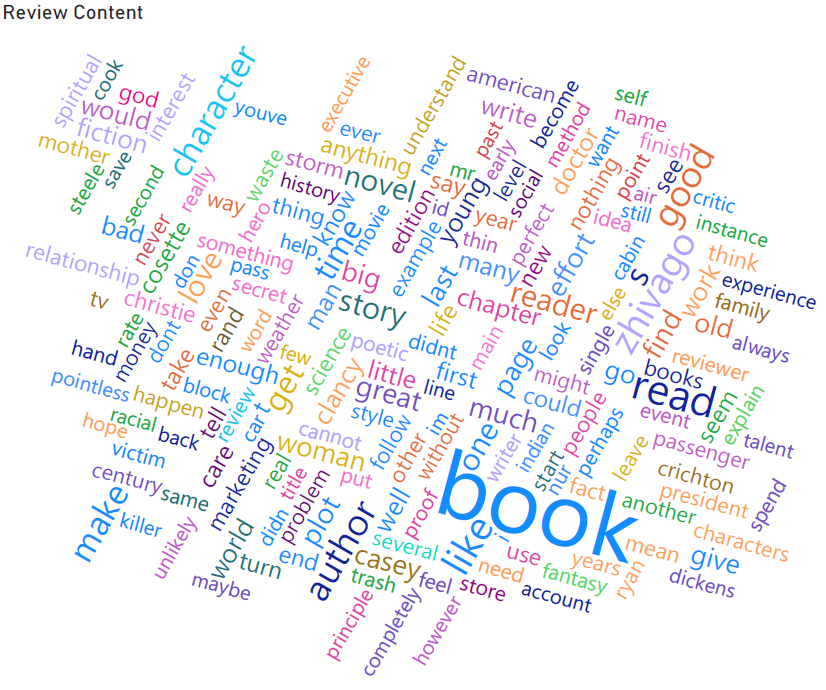 Review Content
spiritual
cook
god
would
fiction
interest
mother
save
steele
second
character
youve
executive
ever
understand
american
write
become
self
name
finish
anything
next
past
early
method
doctor
want
point
see
good
storm
waste
history
novel
mr
say
level
social
nothing
air
critic
really
way
hero
thing
know
movie
edition
id
young
year
perfect
idea
still
instance
bad
never
cosette
something
help
time
example
thin
new
effort
cabin
zhivago
think
relationship
don
love
pass
secret
big
last
many
s
work
experience
family
tv
christie
even
rand
word
weather
man
story
life
chapter
reader
else
find
old
always
rate
money
dont
hand
take
enough
few
science
poetic
didnt
main
look
single
books
reviewer
pointless
happen
block
review
get
clancy
little
great
line
first
page
might
go
read
seem
explain
hope
racial
back
tell
cart
cannot
style
im
much
could
people
event
talent
victim
care
marketing
woman
follow
other
without
one
writer
indian
perhaps
passenger
century
same
real
title
problem
put
well
proof
start
nur
fact
leave
crichton
president
spend
make
killer
unlikely
world
didn
plot
author
several
like
book
another
characters
maybe
turn
end
casey
trash
feel
need
use
ii
years
mean
give
ryan
dickens
principle
completely
however
store
account
fantasy